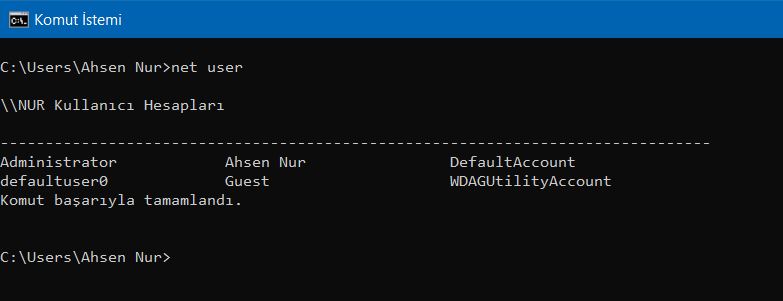 Komut İstemi
C:\Users\Ahsen Nur>net user
\\NUR Kullanıcı Hesapları
-------------------------------------------------------------------------------
Administrator            Ahsen Nur                DefaultAccount
defaultuser0             Guest                    WDAGUtilityAccount
Komut başarıyla tamamlandı.
C:\Users\Ahsen Nur>